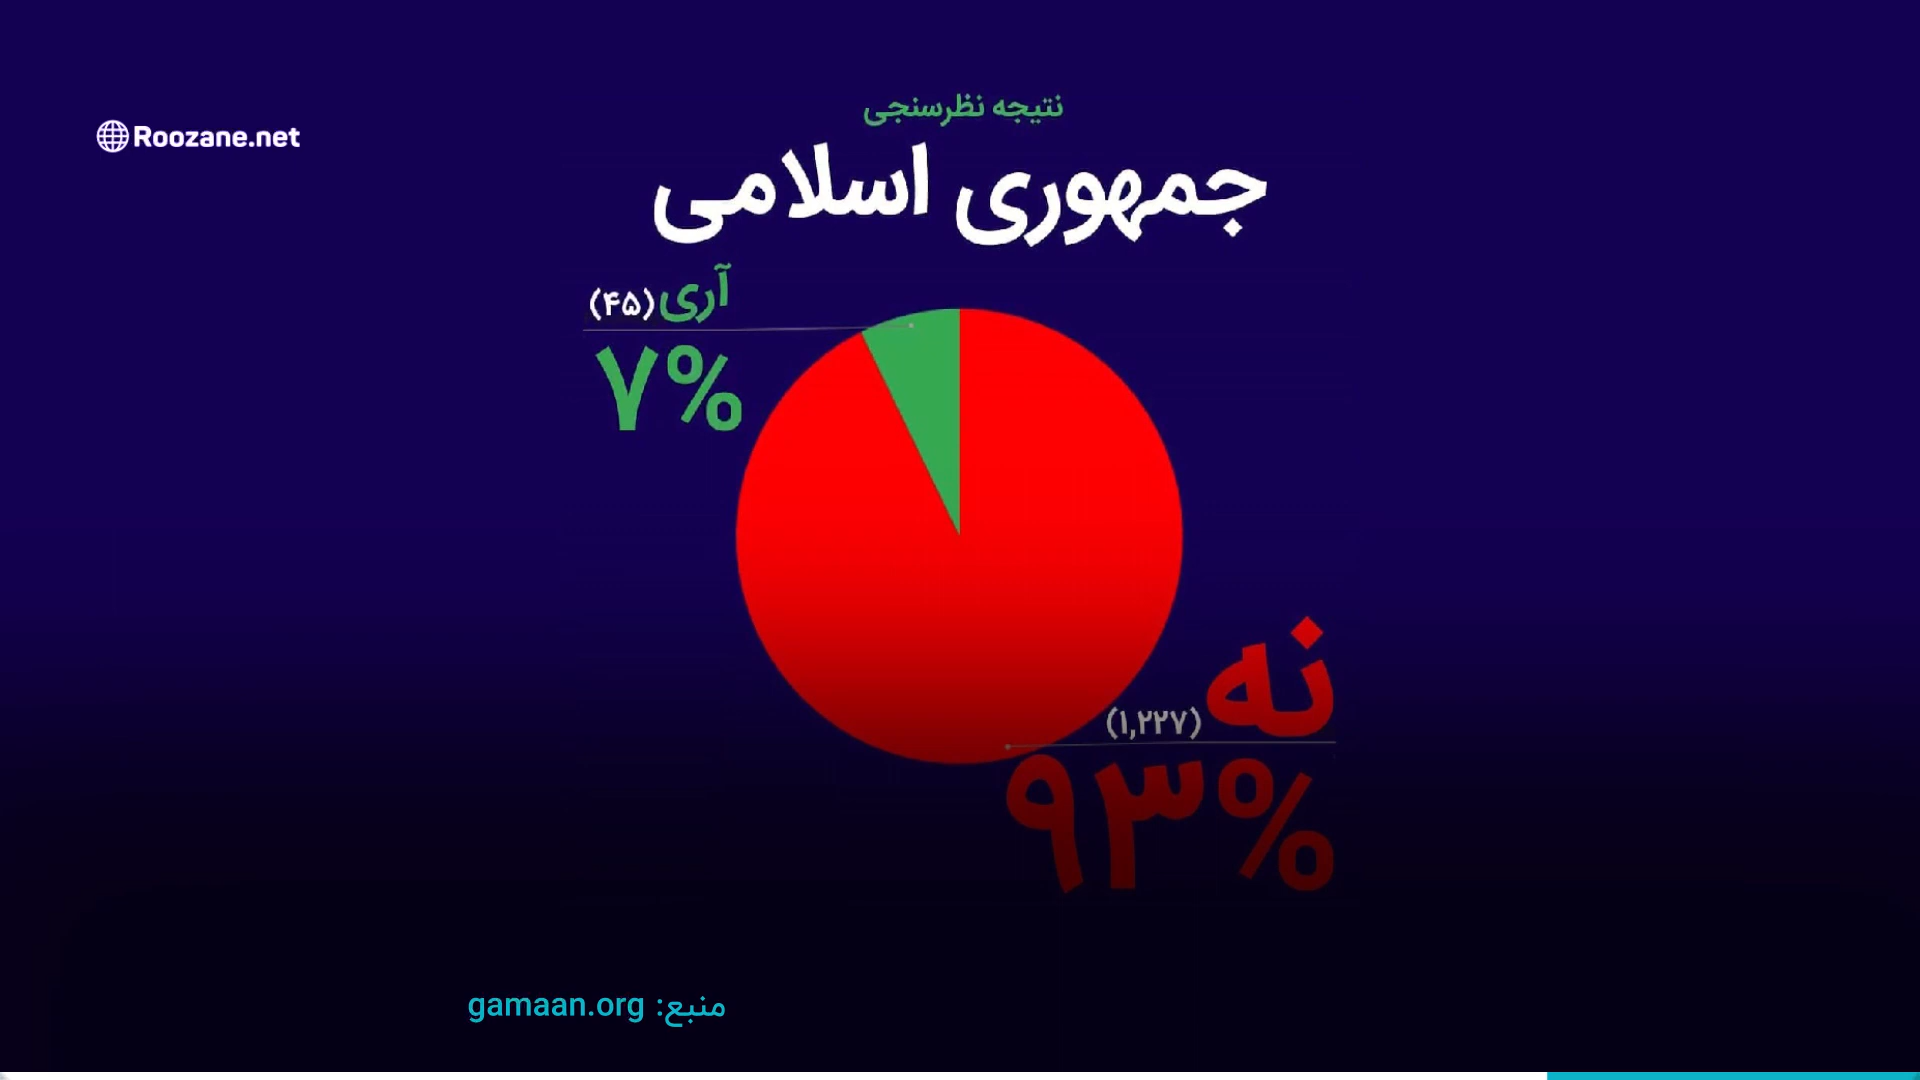 Roozane.net
نتیجه نظرسنجی
جمهوری اسلامی
آری (۴۵)
۷%
نه (۱,۲۲۷)
۹۳%
منبع: gamaan.org